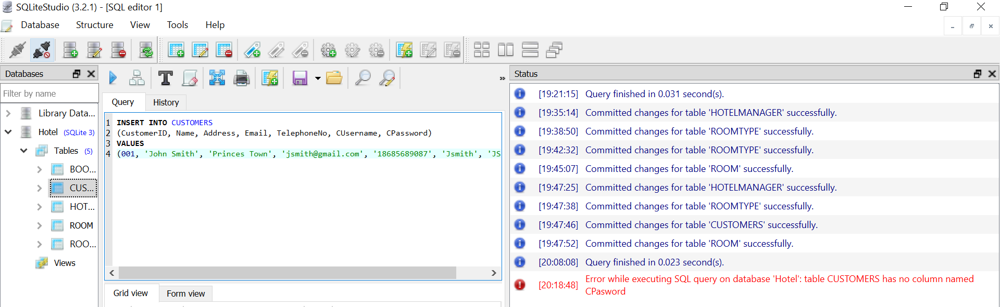 SQLiteStudio (3.2.1) - [SQL editor 1]
Database Structure View Tools Help
Databases
Filter by name
Library Data...
Hotel (SQLite 3)
Tables (5)
BOO...
CUS...
HOT...
ROOM
ROO...
Views
Query History
1 INSERT INTO CUSTOMERS
2 (CustomerID, Name, Address, Email, TelephoneNo, CUsername, CPassword)
3 VALUES
4 (001, 'John Smith', 'Princes Town', 'jsmith@gmail.com', '18685689087', 'Jsmith', 'JS
Grid view Form view
Status
[19:21:15] Query finished in 0.031 second(s).
[19:35:14] Committed changes for table 'HOTELMANAGER' successfully.
[19:38:50] Committed changes for table 'ROOMTYPE' successfully.
[19:42:32] Committed changes for table 'ROOMTYPE' successfully.
[19:45:07] Committed changes for table 'ROOM' successfully.
[19:47:25] Committed changes for table 'HOTELMANAGER' successfully.
[19:47:38] Committed changes for table 'ROOMTYPE' successfully.
[19:47:46] Committed changes for table 'CUSTOMERS' successfully.
[19:47:52] Committed changes for table 'ROOM' successfully.
[20:08:08] Query finished in 0.023 second(s).
[20:18:48] Error while executing SQL query on database 'Hotel': table CUSTOMERS has no column named
CPasword